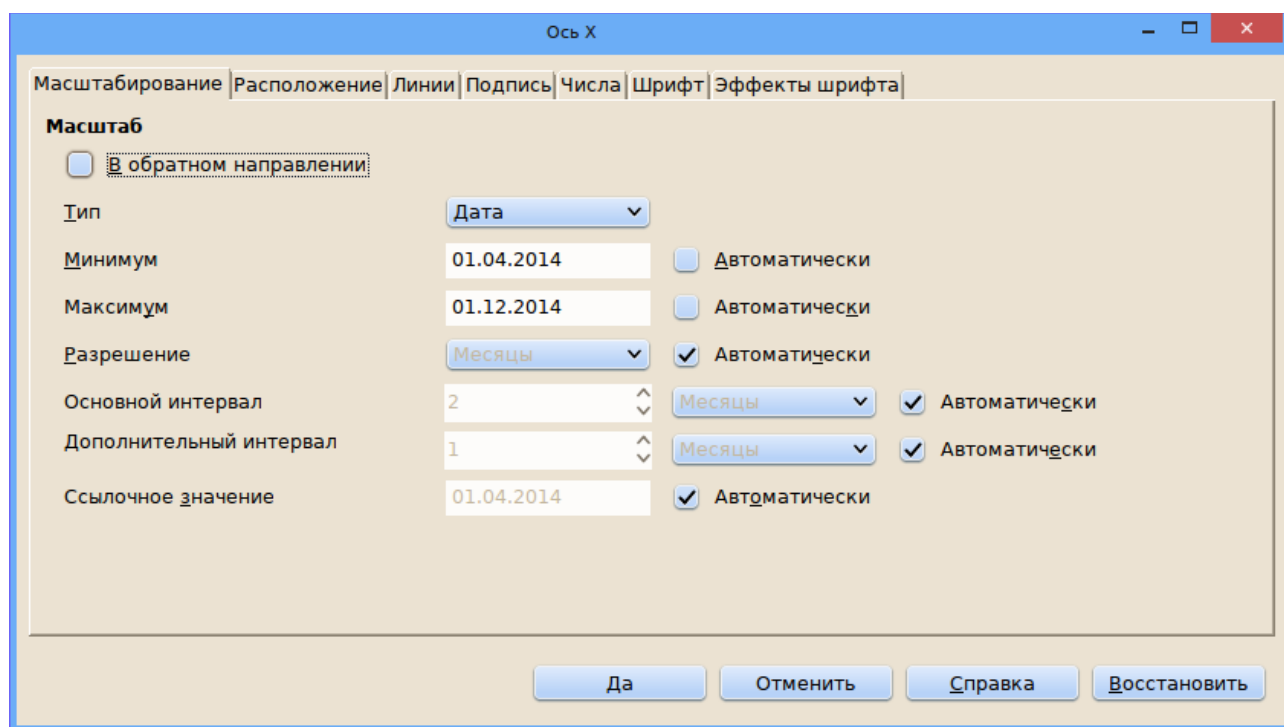 Ось X
Масштабирование Расположение Линии Подпись Числа Шрифт Эффекты шрифта
Масштаб
В обратном направлении
Тип Дата
Минимум 01.04.2014 Автоматически
Максимум 01.12.2014 Автоматически
Разрешение Месяцы Автоматически
Основной интервал 2 Месяцы Автоматически
Дополнительный интервал 1 Месяцы Автоматически
Ссылочное значение 01.04.2014 Автоматически
Да Отменить Справка Восстановить